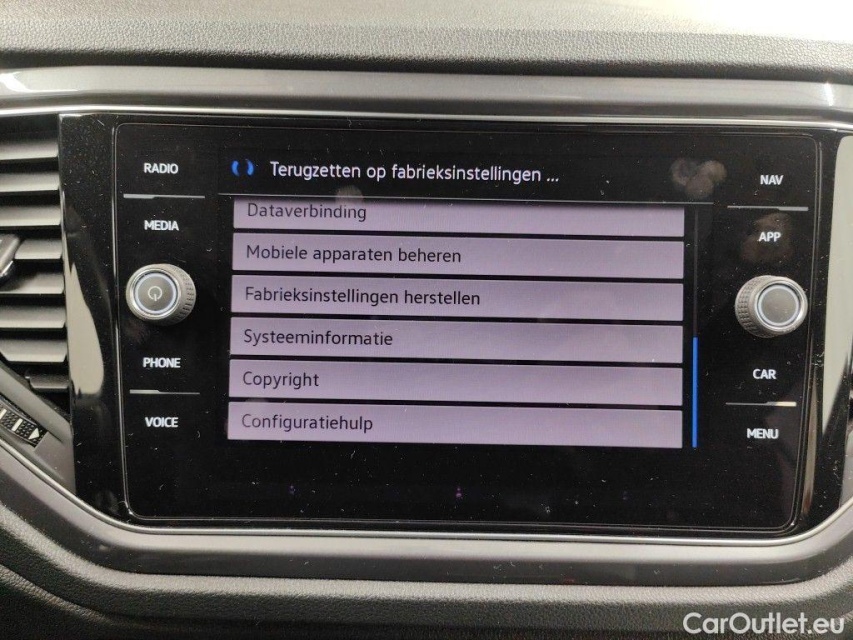 RADIO
MEDIA
PHONE
VOICE
Terugzetten op fabrieksinstellingen ...
Dataverbinding
Mobiele apparaten beheren
Fabrieksinstellingen herstellen
Systeeminformatie
Copyright
Configuratiehulp
NAV
APP
CAR
MENU
CarOutlet.eu